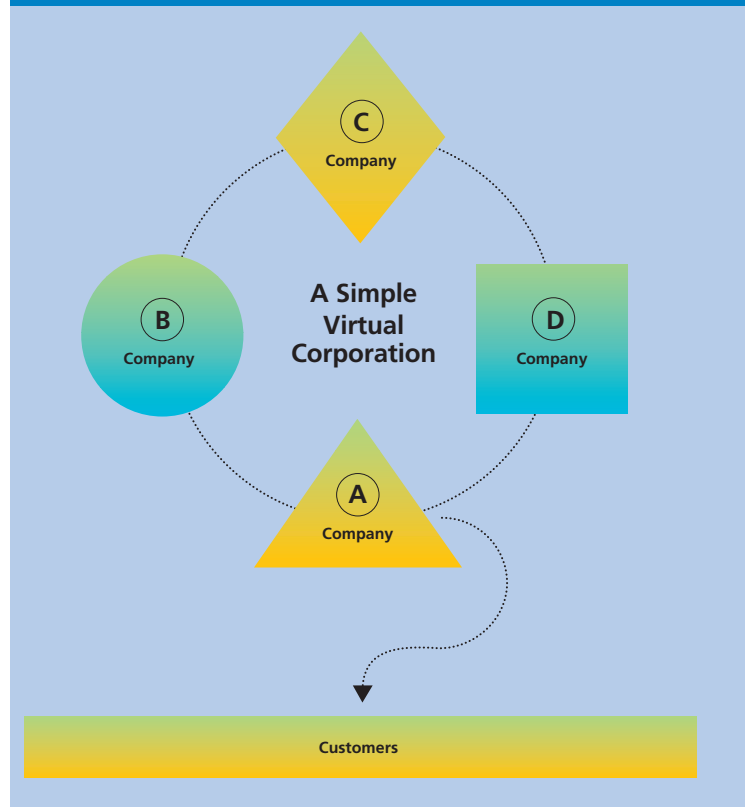 C
Company
B
Company
A Simple
Virtual
Corporation
D
Company
A
Company
Customers